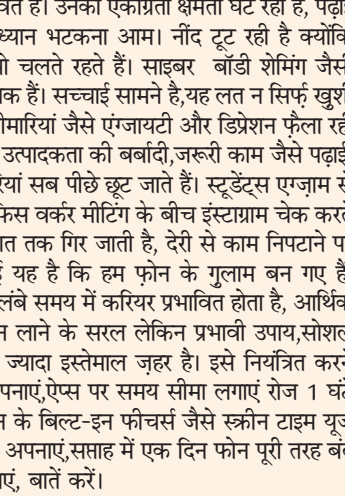 वित है। उनकी एकाग्रता क्षमता घट रही है, पढ़ाई
ध्यान भटकना आम। नींद टूट रही है क्योंकि
चलते रहते हैं। साइबर बॉडी शेमिंग जैसी
हैं। सच्चाई सामने है,यह लत न सिर्फ़ खुशी
बीमारियां जैसे एंग्जायटी और डिप्रेशन फ़ैला रही
उत्पादकता की बर्बादी,जरूरी काम जैसे पढ़ाई
सब पीछे छूट जाते हैं। स्टूडेंट्स एग्ज़ाम से
वर्कर मीटिंग के बीच इंस्टाग्राम चेक करते
तक गिर जाती है, देरी से काम निपटाने प
यह है कि हम फ़ोन के गुलाम बन गए हैं
लंबे समय में करियर प्रभावित होता है, आर्थिक
लाने के सरल लेकिन प्रभावी उपाय,सोशल
ज्यादा इस्तेमाल ज़हर है। इसे नियंत्रित करने
पनाएं,ऐप्स पर समय सीमा लगाएं रोज 1 घंटे
के बिल्ट-इन फीचर्स जैसे स्क्रीन टाइम यूज
अपनाएं,सप्ताह में एक दिन फोन पूरी तरह बंद
बातें करें।